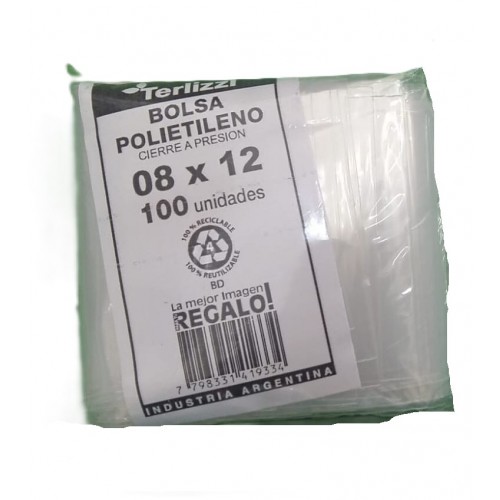 Terlizzi
BOLSA
POLIETILENO
CIERRE A PRESION
08 x 12
100 unidades
100 % RECICLABLE
4
100 % REUTILIZABLE
BD
La mejor Imagen
REGALO!
7 798331 419334
INDUSTRIA ARGENTINA